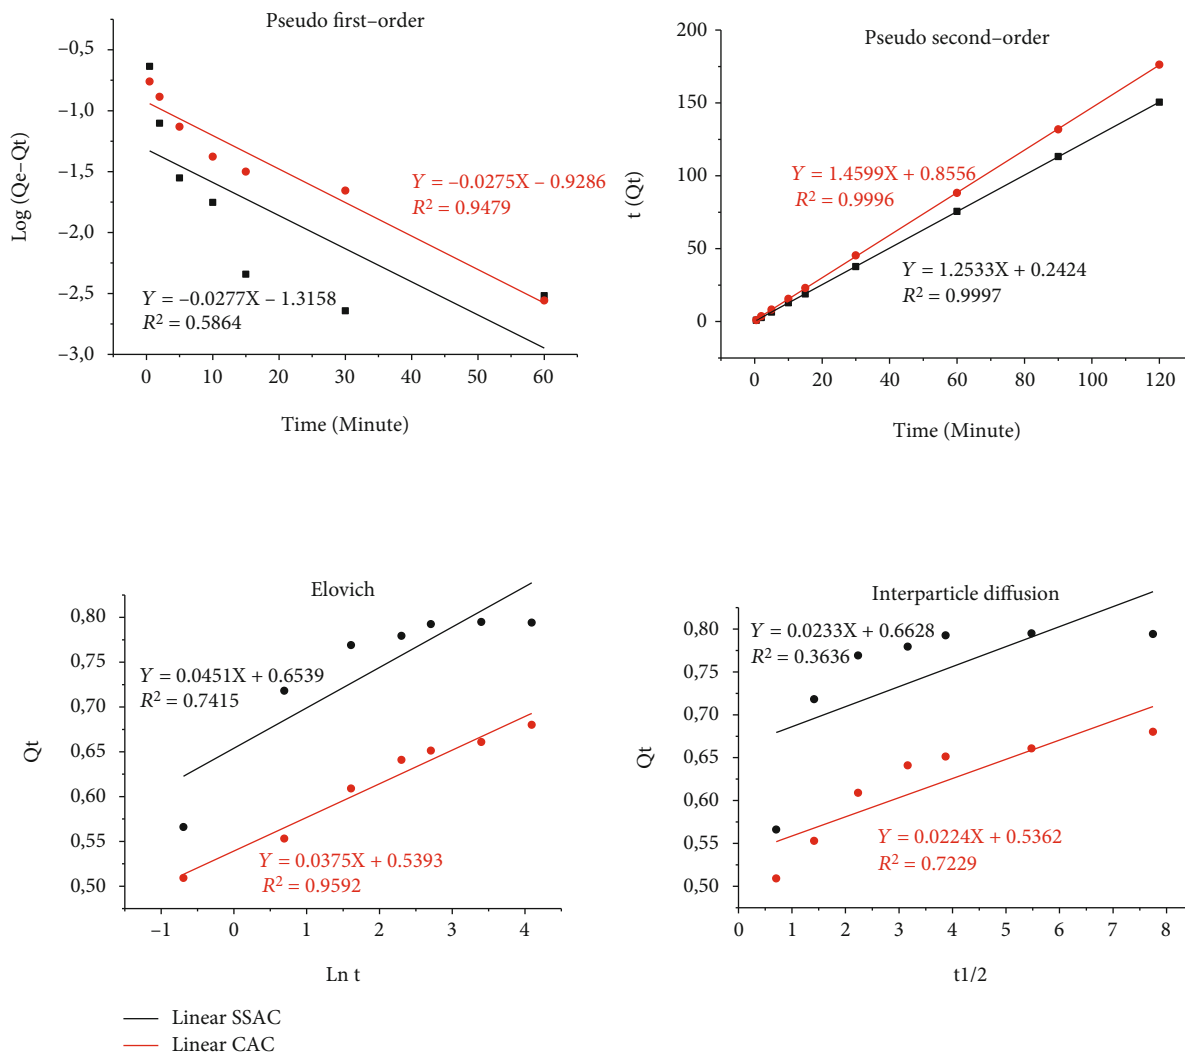 Pseudo first–order
–0,5
–1,0
–1,5
–2,0
–2,5
–3,0
Log (Qe–Qt)
Y = –0.0275X – 0.9286
R² = 0.9479
Y = –0.0277X – 1.3158
R² = 0.5864
0 10 20 30 40 50 60
Time (Minute)
Pseudo second–order
200
150
100
50
0
t (Qt)
Y = 1.4599X + 0.8556
R² = 0.9996
Y = 1.2533X + 0.2424
R² = 0.9997
0 20 40 60 80 100 120
Time (Minute)
Elovich
0,80
0,75
0,70
0,65
0,60
0,55
0,50
Qt
Y = 0.0451X + 0.6539
R² = 0.7415
Y = 0.0375X + 0.5393
R² = 0.9592
–1 0 1 2 3 4
Ln t
Interparticle diffusion
0,80
0,75
0,70
0,65
0,60
0,55
0,50
Qt
Y = 0.0233X + 0.6628
R² = 0.3636
Y = 0.0224X + 0.5362
R² = 0.7229
0 1 2 3 4 5 6 7 8
t1/2
Linear SSAC
Linear CAC